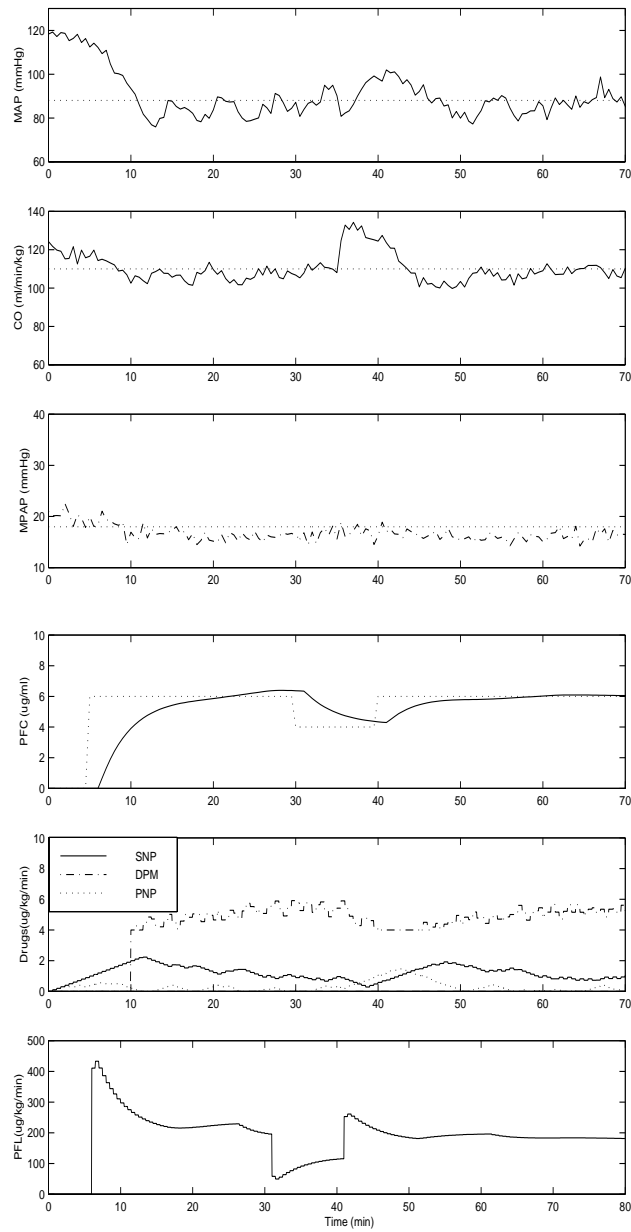 120
100
80
60
MAP (mmHg)
0 10 20 30 40 50 60 70
140
120
100
80
60
CO (ml/min/kg)
0 10 20 30 40 50 60 70
40
30
20
10
MPAP (mmHg)
0 10 20 30 40 50 60 70
10
8
6
4
2
0
PFC (ug/ml)
0 10 20 30 40 50 60 70
10
8
6
4
2
0
Drugs(ug/kg/min)
SNP
DPM
PNP
0 10 20 30 40 50 60 70
500
400
300
200
100
0
PFL(ug/kg/min)
0 10 20 30 40 50 60 70 80
Time (min)